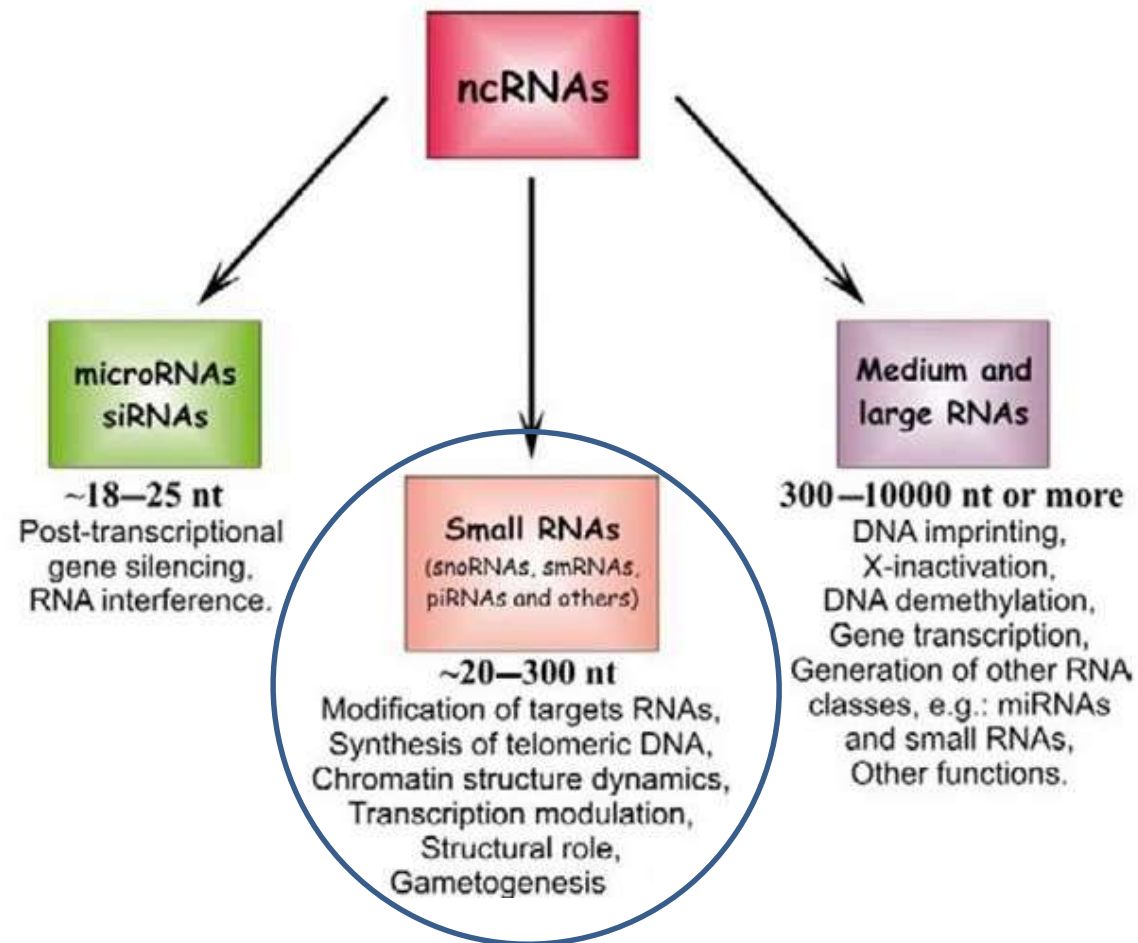 ncRNAs
microRNAs
siRNAs
~18—25 nt
Post-transcriptional
gene silencing,
RNA interference.
Small RNAs
(snoRNAs, smRNAs,
piRNAs and others)
~20—300 nt
Modification of targets RNAs,
Synthesis of telomeric DNA,
Chromatin structure dynamics,
Transcription modulation,
Structural role,
Gametogenesis
Medium and
large RNAs
300—10000 nt or more
DNA imprinting,
X-inactivation,
DNA demethylation,
Gene transcription,
Generation of other RNA
classes, e.g.: miRNAs
and small RNAs,
Other functions.